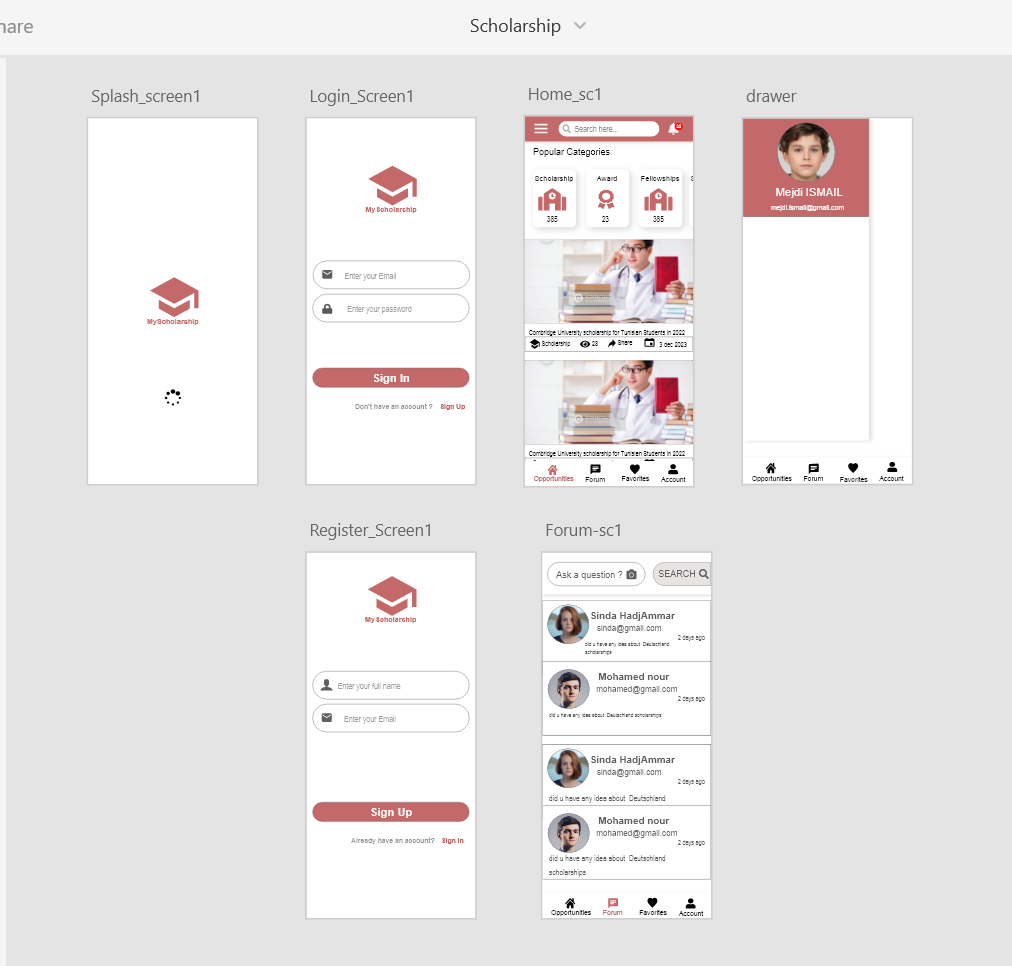 hare
Scholarship
Splash_screen1
MyScholarship
Login_Screen1
My Scholarship
Enter your Email
Enter your password
Sign In
Don't have an account ? Sign Up
Home_sc1
Search here...
Popular Categories
Scholarship
385
Award
23
Fellowships
385
S
Combridge University scholarship for Tunisian Students in 2022
Scholarship 28 Share 3 dec 2023
Combridge University scholarship for Tunisian Students in 2022
Opportunities Forum Favorites Account
drawer
Mejdi ISMAIL
mejdi.ismail@gmail.com
Opportunities Forum Favorites Account
Register_Screen1
My Scholarship
Enter your full name
Enter your Email
Sign Up
Already have an account? Sign in
Forum-sc1
Ask a question ? SEARCH
Sinda HadjAmmar
sinda@gmail.com
2 days ago
did u have any idea about Deutschland
scholarships
Mohamed nour
mohamed@gmail.com
2 days ago
did u have any idea about Deutschland scholarships
Sinda HadjAmmar
sinda@gmail.com
2 days ago
did u have any idea about Deutschland
Mohamed nour
mohamed@gmail.com
2 days ago
did u have any idea about Deutschland
scholarships
Opportunities Forum Favorites Account